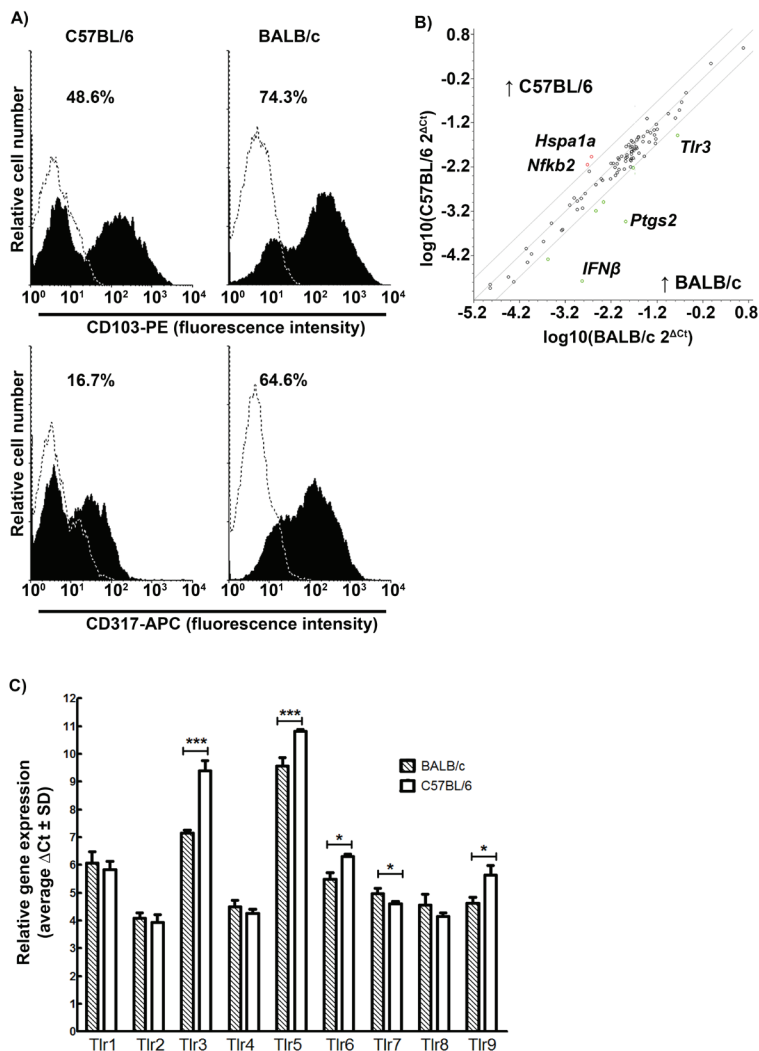 A)
C57BL/6 BALB/c
48.6% 74.3%
Relative cell number
10⁰ 10¹ 10² 10³ 10⁴ 10⁰ 10¹ 10² 10³ 10⁴
CD103-PE (fluorescence intensity)
16.7% 64.6%
Relative cell number
10⁰ 10¹ 10² 10³ 10⁴ 10⁰ 10¹ 10² 10³ 10⁴
CD317-APC (fluorescence intensity)
B)
log10(C57BL/6 2^ΔCt)
0.8
-0.2
-1.2
-2.2
-3.2
-4.2
↑ C57BL/6
Hspa1a
Nfkb2
Tlr3
Ptgs2
IFNβ
↑ BALB/c
-5.2 -4.2 -3.2 -2.2 -1.2 -0.2 0.8
log10(BALB/c 2^ΔCt)
C)
Relative gene expression
(average ΔCt ± SD)
12
11
10
9
8
7
6
5
4
3
2
1
0
*** *** * * *
BALB/c
C57BL/6
Tlr1 Tlr2 Tlr3 Tlr4 Tlr5 Tlr6 Tlr7 Tlr8 Tlr9